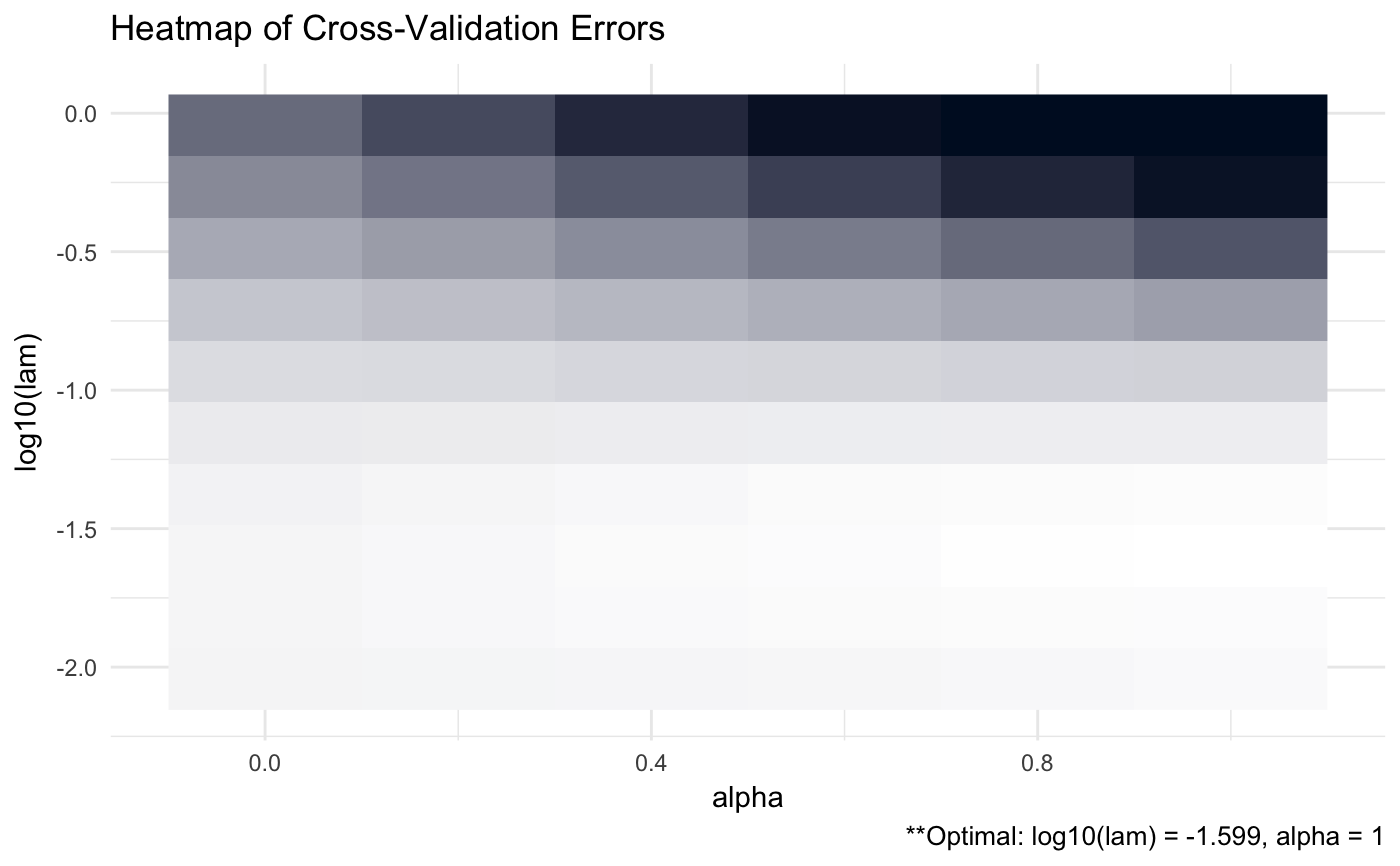 Heatmap of Cross-Validation Errors
0.0
-0.5
-1.0
-1.5
-2.0
log10(lam)
0.0 0.4 0.8
alpha
**Optimal: log10(lam) = -1.599, alpha = 1